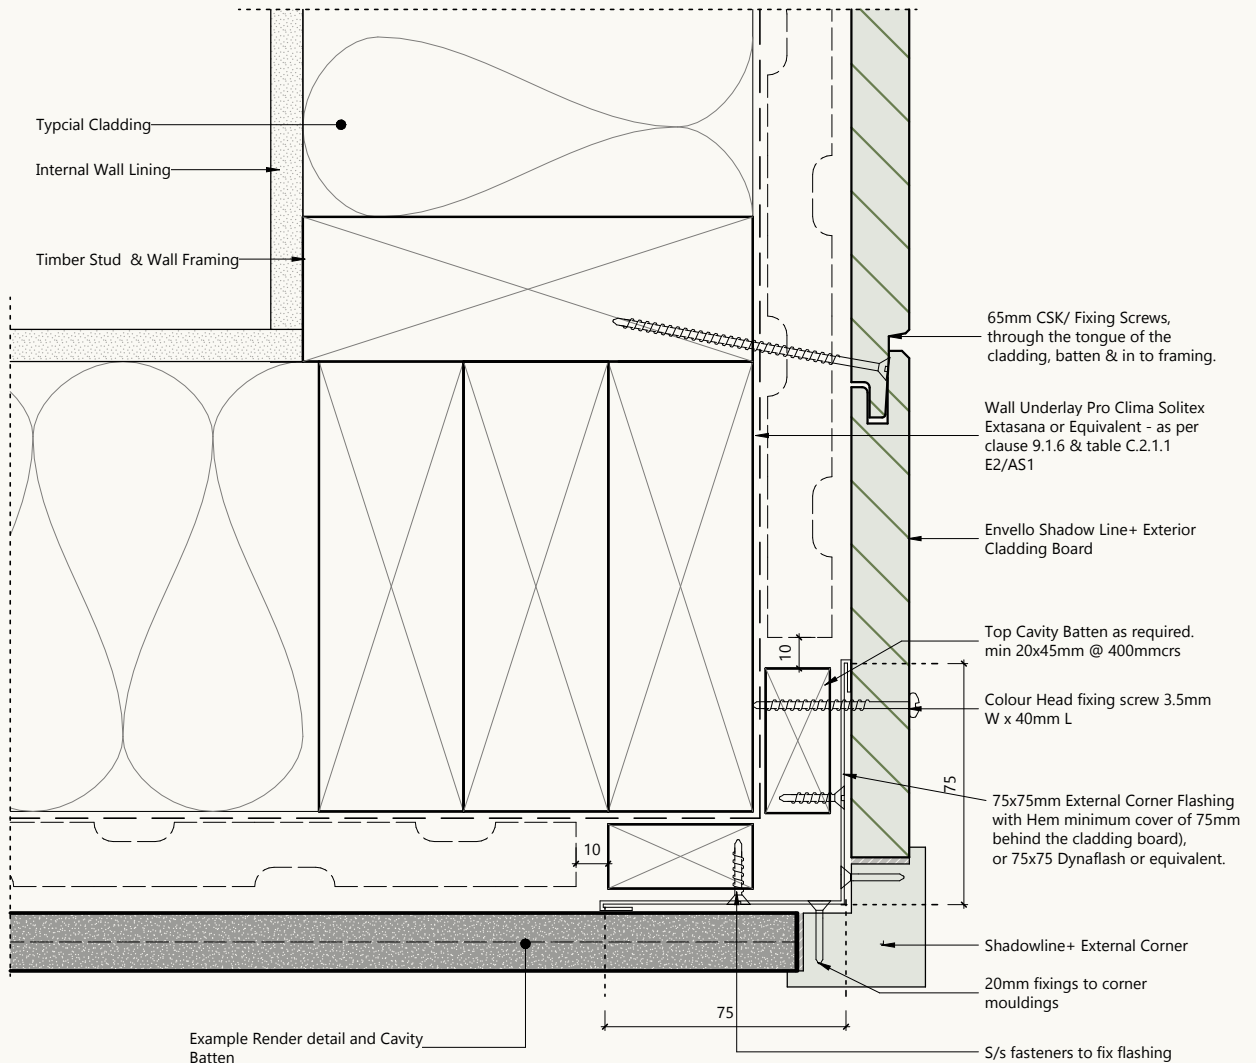 Typcial Cladding
Internal Wall Lining
Timber Stud & Wall Framing
65mm CSK/ Fixing Screws,
through the tongue of the
cladding, batten & in to framing.
Wall Underlay Pro Clima Solitex
Extasana or Equivalent - as per
clause 9.1.6 & table C.2.1.1
E2/AS1
Envello Shadow Line+ Exterior
Cladding Board
Top Cavity Batten as required.
min 20x45mm @ 400mmcrs
10
Colour Head fixing screw 3.5mm
W x 40mm L
75
75x75mm External Corner Flashing
with Hem minimum cover of 75mm
behind the cladding board),
or 75x75 Dynaflash or equivalent.
10
Shadowline+ External Corner
20mm fixings to corner
mouldings
75
Example Render detail and Cavity
Batten
S/s fasteners to fix flashing